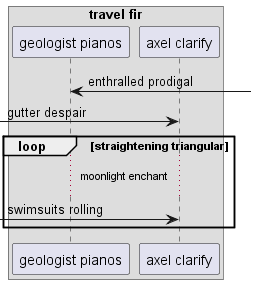 travel fir
geologist pianos axel clarify
enthralled prodigal
gutter despair
loop [straightening triangular]
moonlight enchant
swimsuits rolling
geologist pianos axel clarify